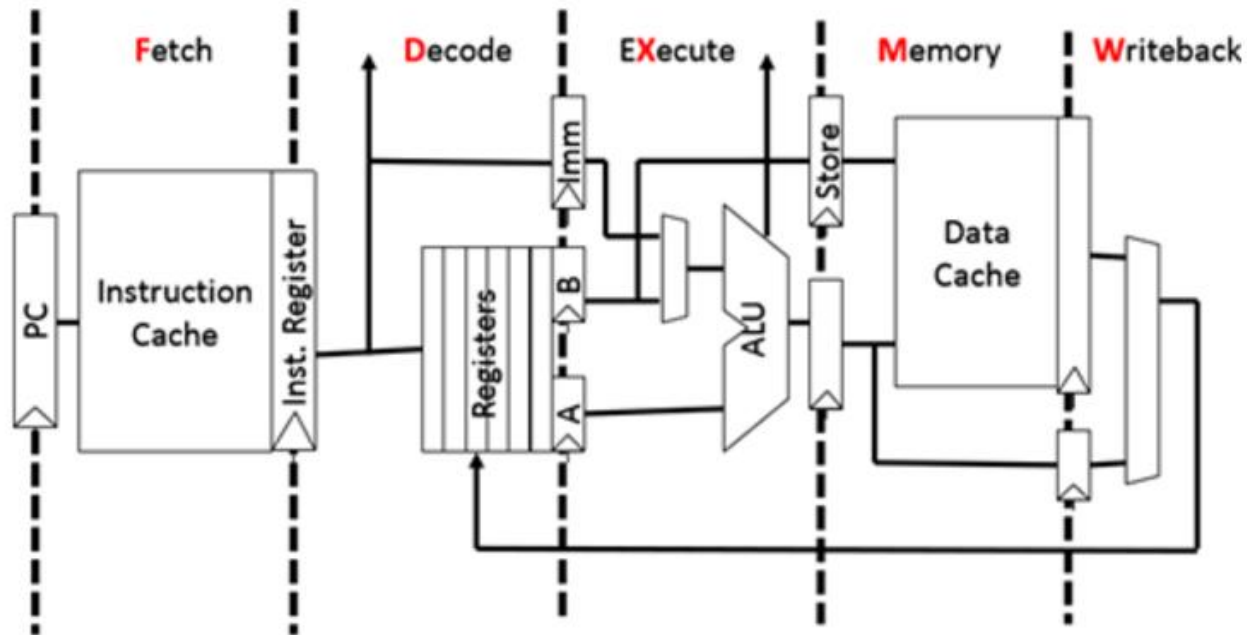 Fetch
Decode
EXecute
Memory
Writeback
PC
Instruction
Cache
Inst. Register
Registers
Imm
B
A
ALU
Store
Data
Cache